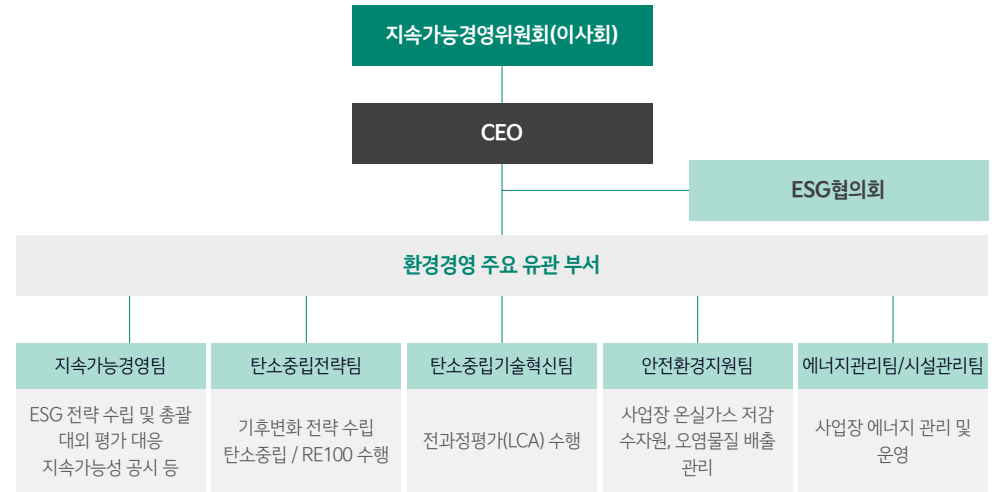 지속가능경영위원회(이사회)
CEO
ESG협의회
환경경영 주요 유관 부서
지속가능경영팀
ESG 전략 수립 및 총괄
대외 평가 대응
지속가능성 공시 등
탄소중립전략팀
기후변화 전략 수립
탄소중립 / RE100 수행
탄소중립기술혁신팀
전과정평가(LCA) 수행
안전환경지원팀
사업장 온실가스 저감
수자원, 오염물질 배출
관리
에너지관리팀/시설관리팀
사업장 에너지 관리 및
운영